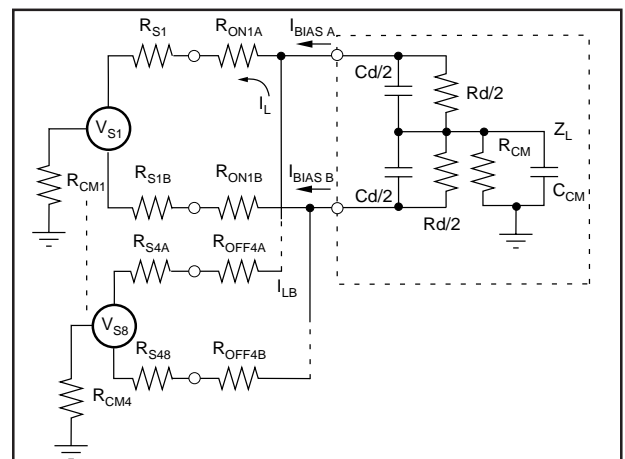 R_S1 R_ON1A I_BIAS A
Cd/2 Rd/2
I_L
Z_L
V_S1
R_CM
R_CM1
I_BIAS B
C_CM
R_S1B R_ON1B
Cd/2
Rd/2
R_S4A R_OFF4A
I_LB
V_S8
R_S48 R_OFF4B
R_CM4